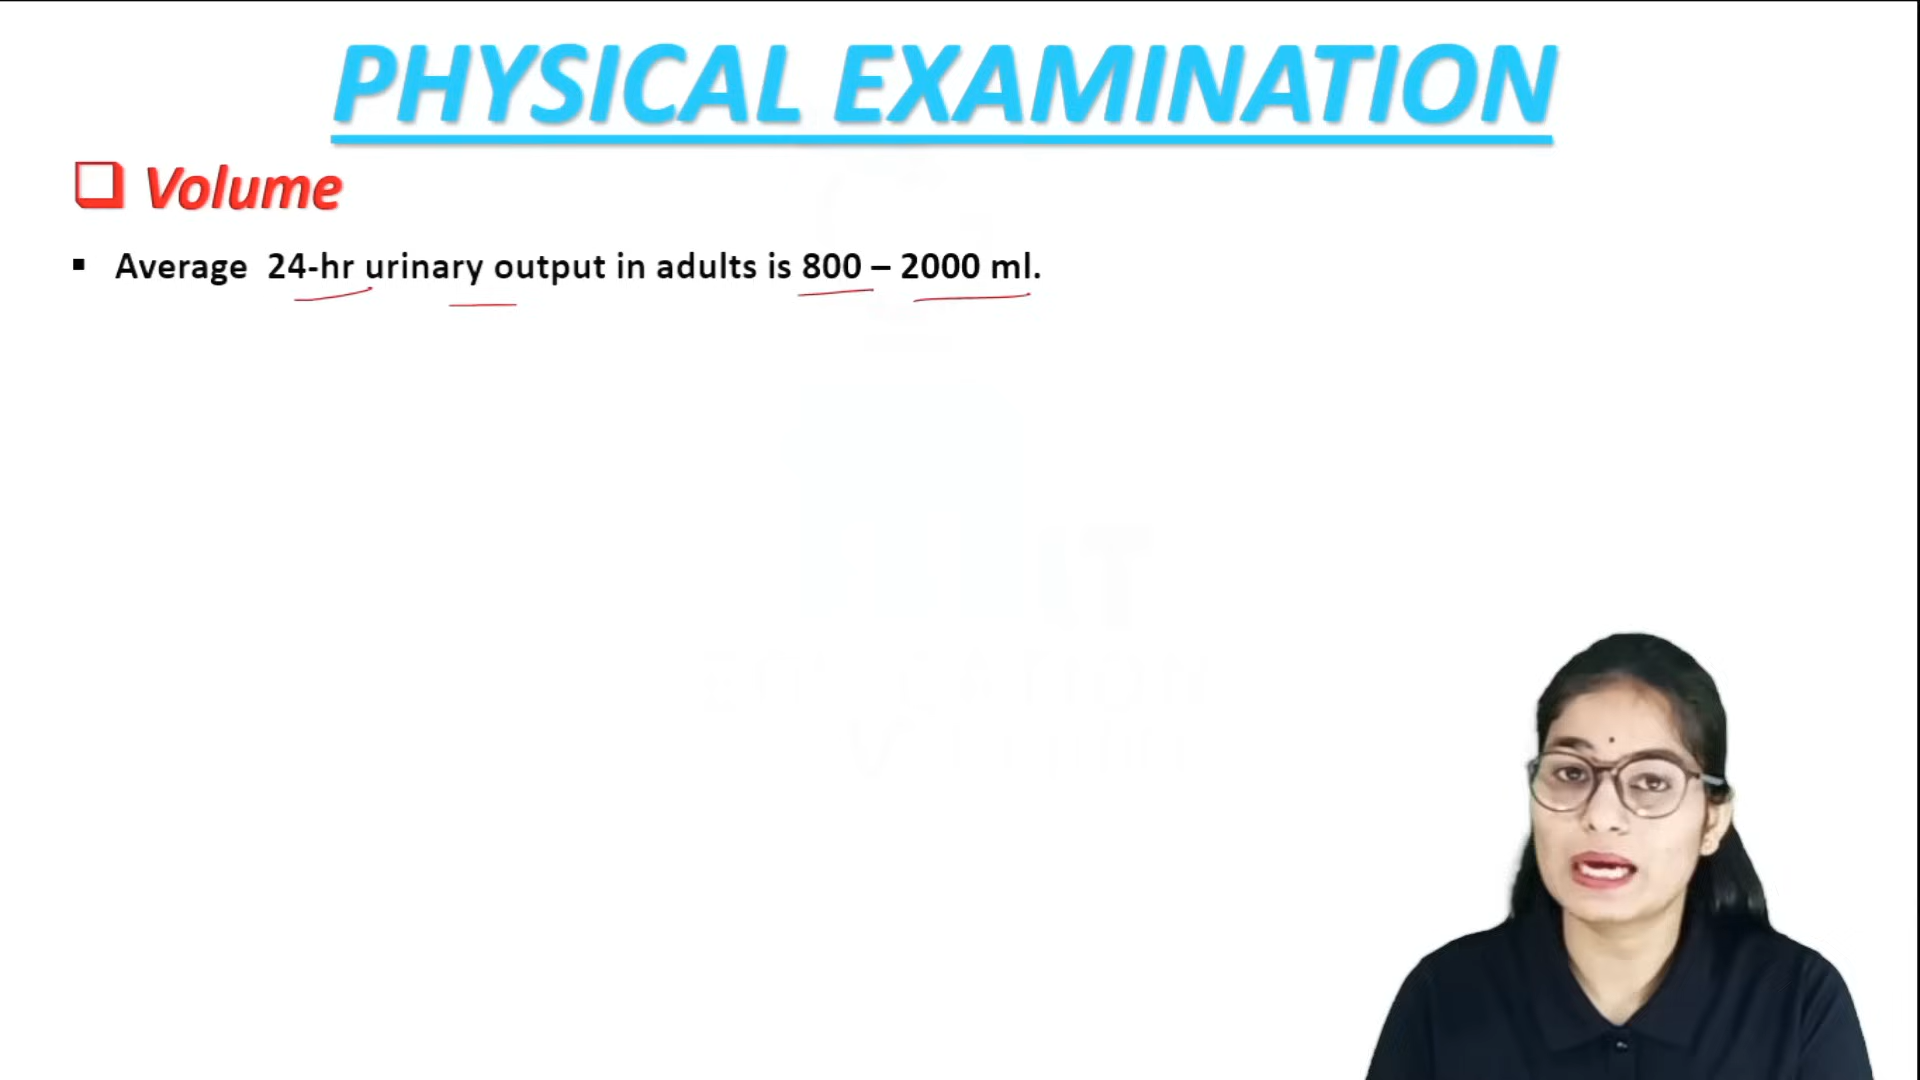 PHYSICAL EXAMINATION
Volume
Average 24-hr urinary output in adults is 800 – 2000 ml.